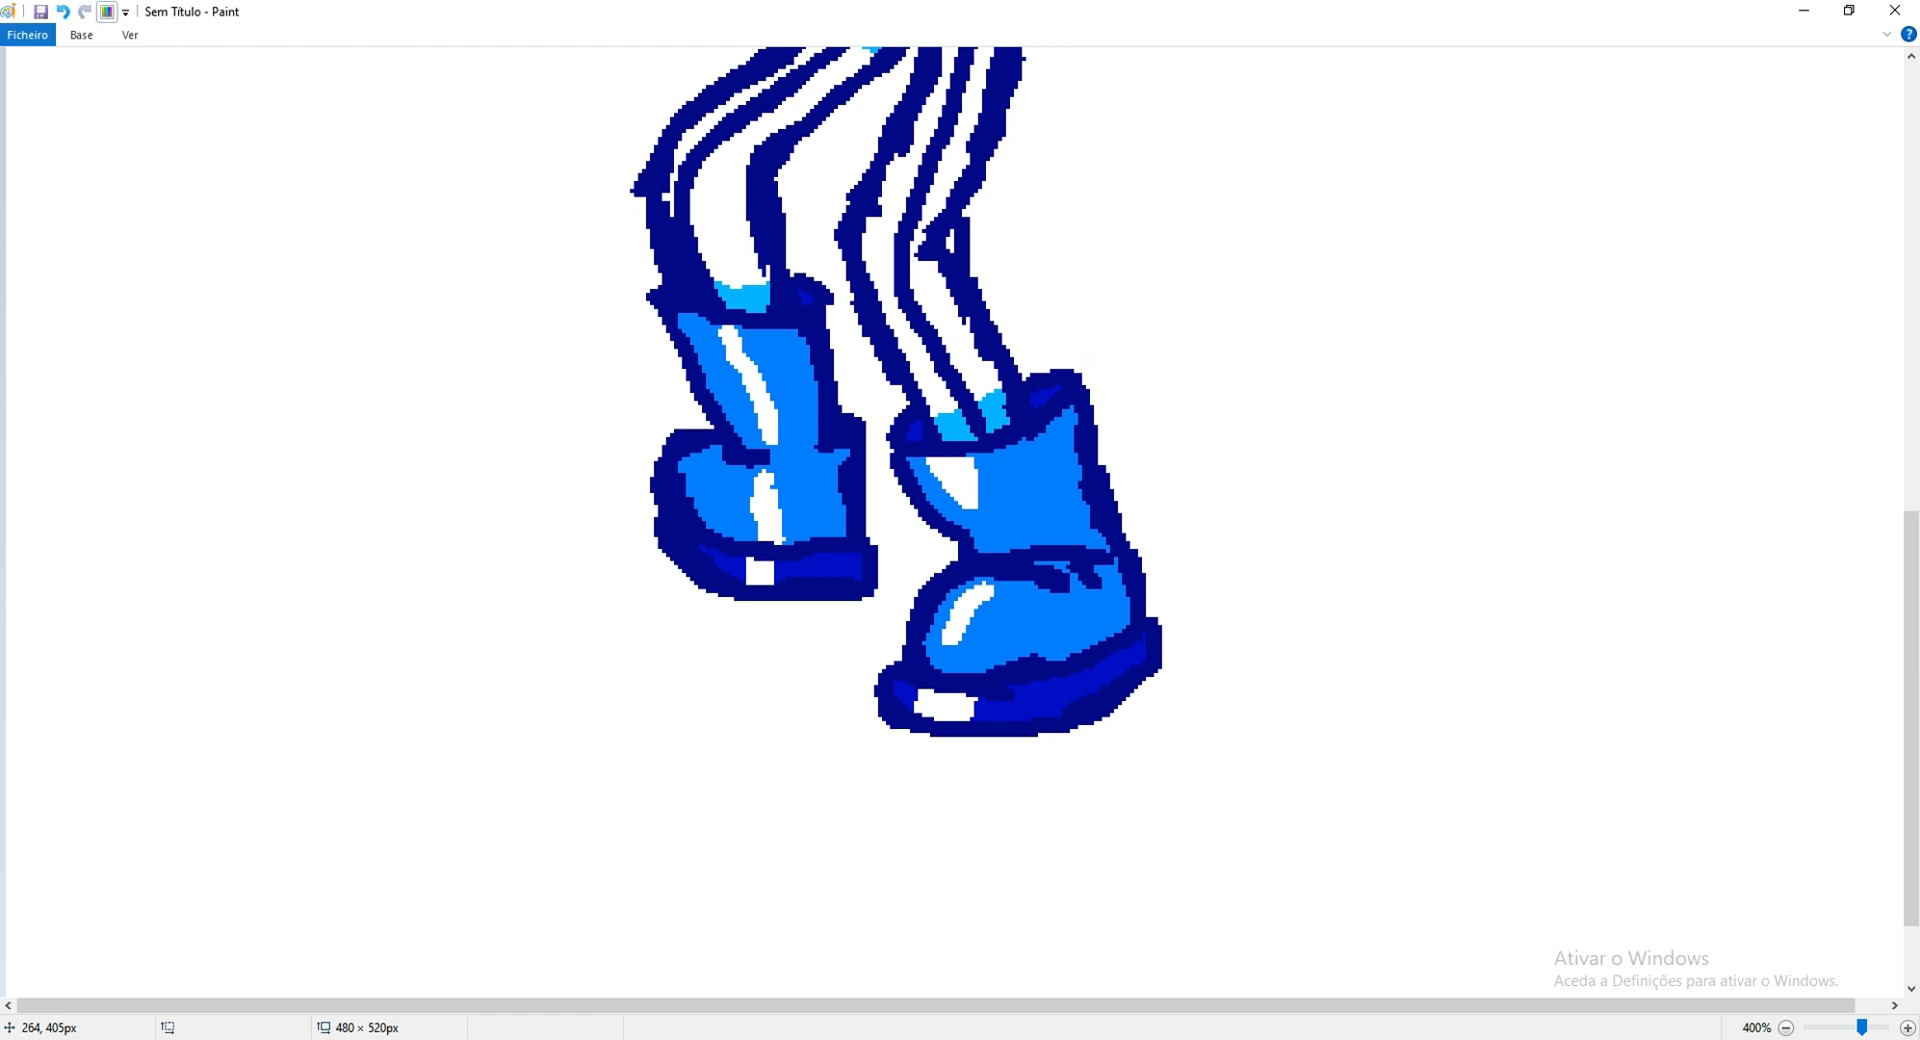 Sem Título - Paint
Ficheiro Base Ver
Ativar o Windows
Aceda a Definições para ativar o Windows.
264, 405px 480 × 520px 400%